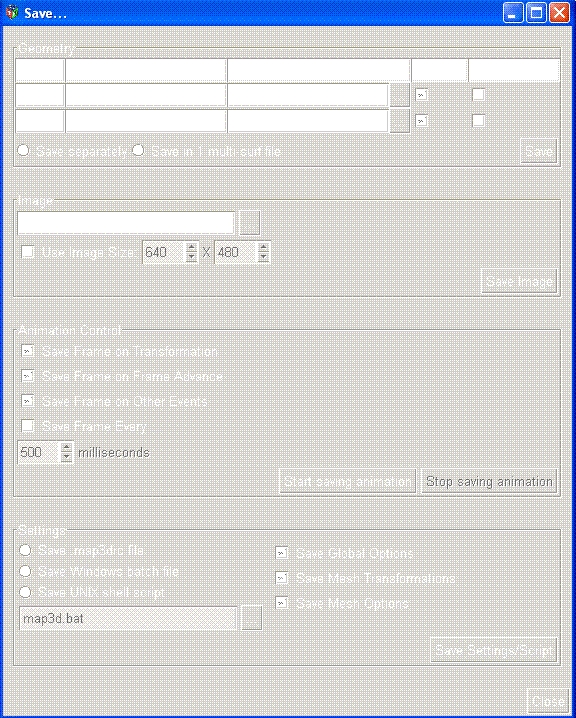 Save...
Geometry
Save separately Save in 1 multi-surf file
Save
Image
Use Image Size: 640 X 480
Save Image
Animation Control
Save Frame on Transformation
Save Frame on Frame Advance
Save Frame on Other Events
Save Frame Every
500 milliseconds
Start saving animation Stop saving animation
Settings
Save .map3drc file
Save Windows batch file
Save UNIX shell script
map3d.bat
Save Global Options
Save Mesh Transformations
Save Mesh Options
Save Settings/Script
Close